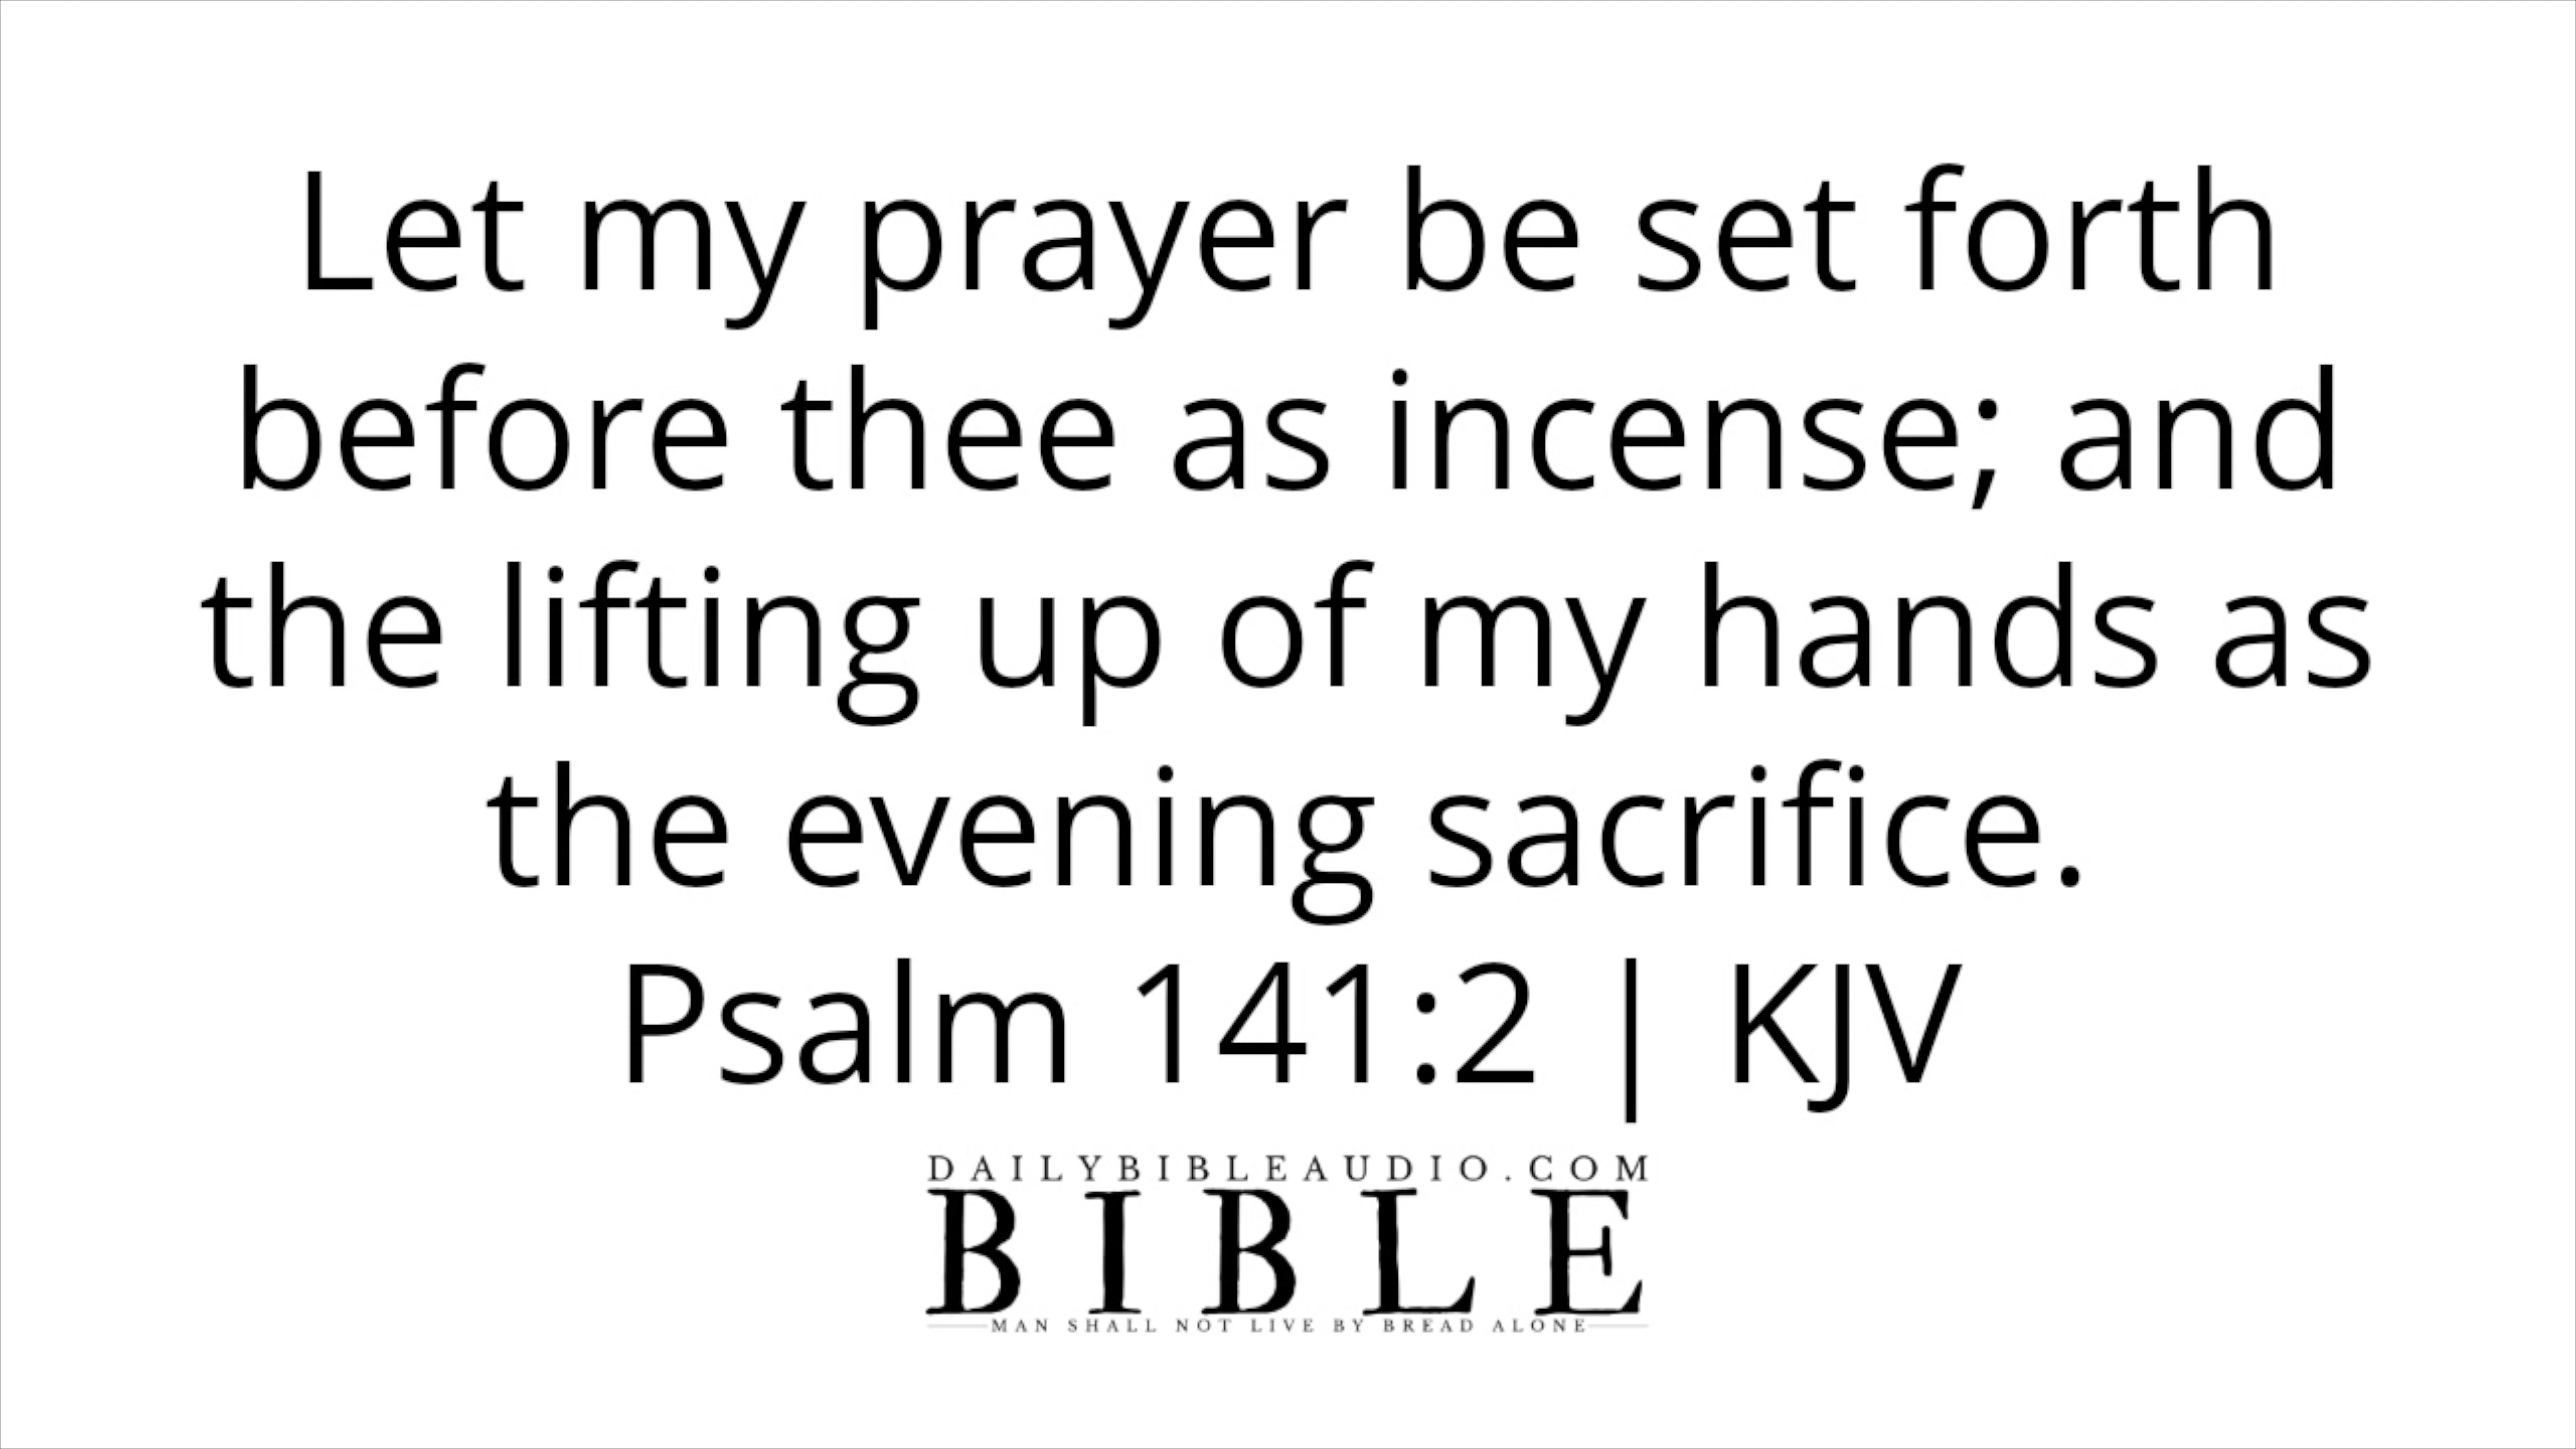 Let my prayer be set forth
before thee as incense; and
the lifting up of my hands as
the evening sacrifice.
Psalm 141:2 | KJV
DAILYBIBLEAUDIO.COM
BIBLE
MAN SHALL NOT LIVE BY BREAD ALONE